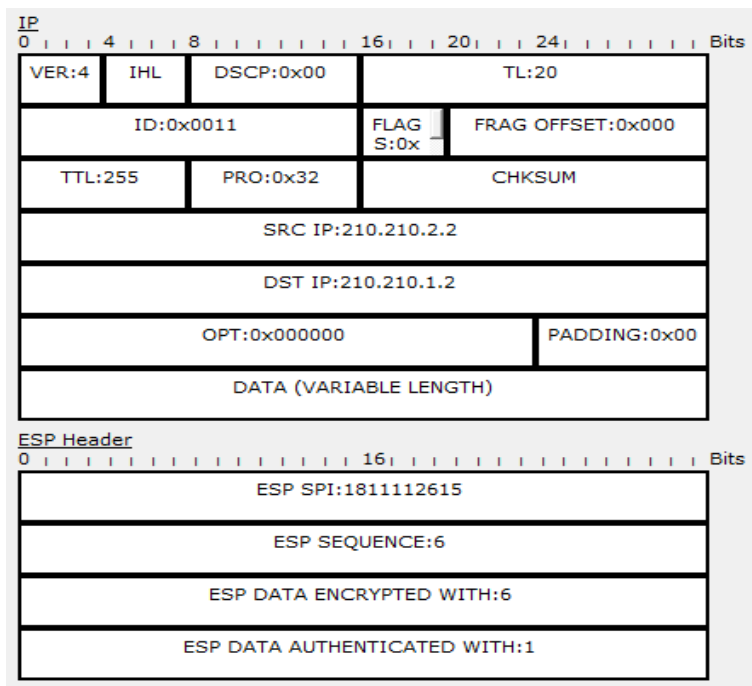 IP
0 4 8 16 20 24 Bits
VER:4 IHL DSCP:0x00 TL:20
ID:0x0011 FLAG FRAG OFFSET:0x000
S:0x
TTL:255 PRO:0x32 CHKSUM
SRC IP:210.210.2.2
DST IP:210.210.1.2
OPT:0x000000 PADDING:0x00
DATA (VARIABLE LENGTH)
ESP Header
0 16 Bits
ESP SPI:1811112615
ESP SEQUENCE:6
ESP DATA ENCRYPTED WITH:6
ESP DATA AUTHENTICATED WITH:1